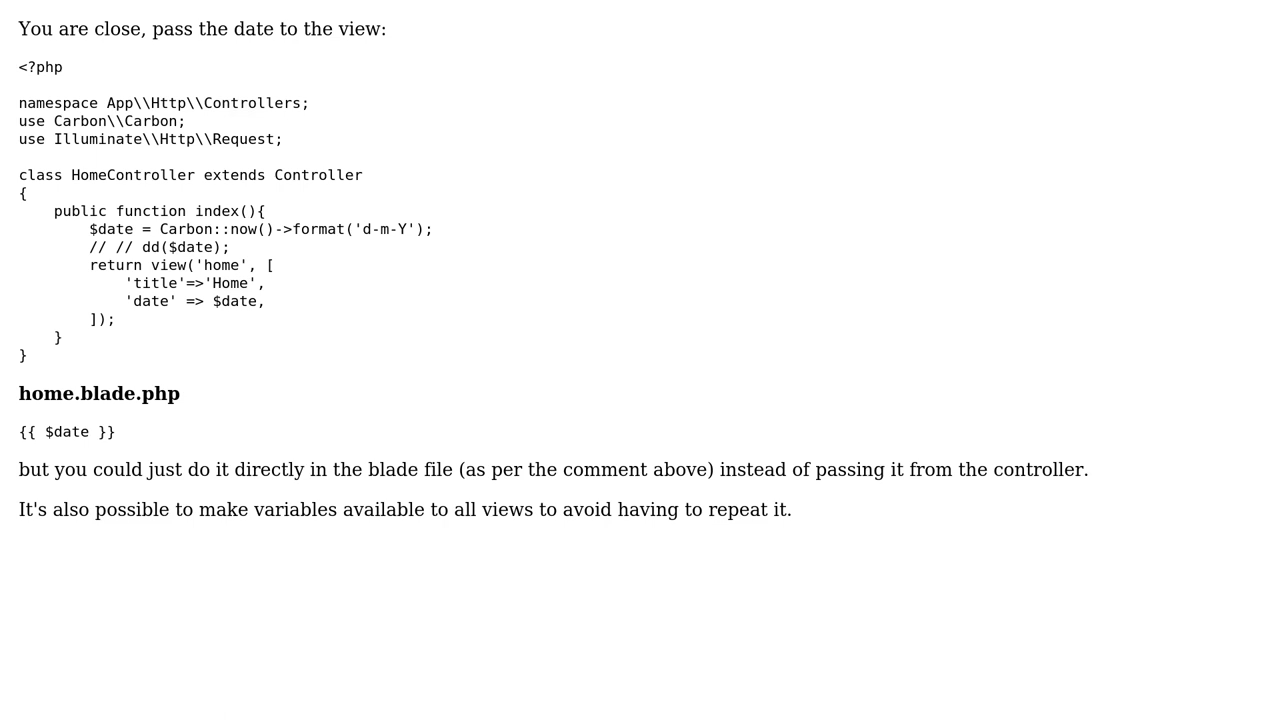 You are close, pass the date to the view:
<?php
namespace App\\Http\\Controllers;
use Carbon\\Carbon;
use Illuminate\\Http\\Request;
class HomeController extends Controller
{
    public function index(){
        $date = Carbon::now()->format('d-m-Y');
        // // dd($date);
        return view('home', [
            'title'=>'Home',
            'date' => $date,
        ]);
    }
}
home.blade.php
{{ $date }}
but you could just do it directly in the blade file (as per the comment above) instead of passing it from the controller.
It's also possible to make variables available to all views to avoid having to repeat it.